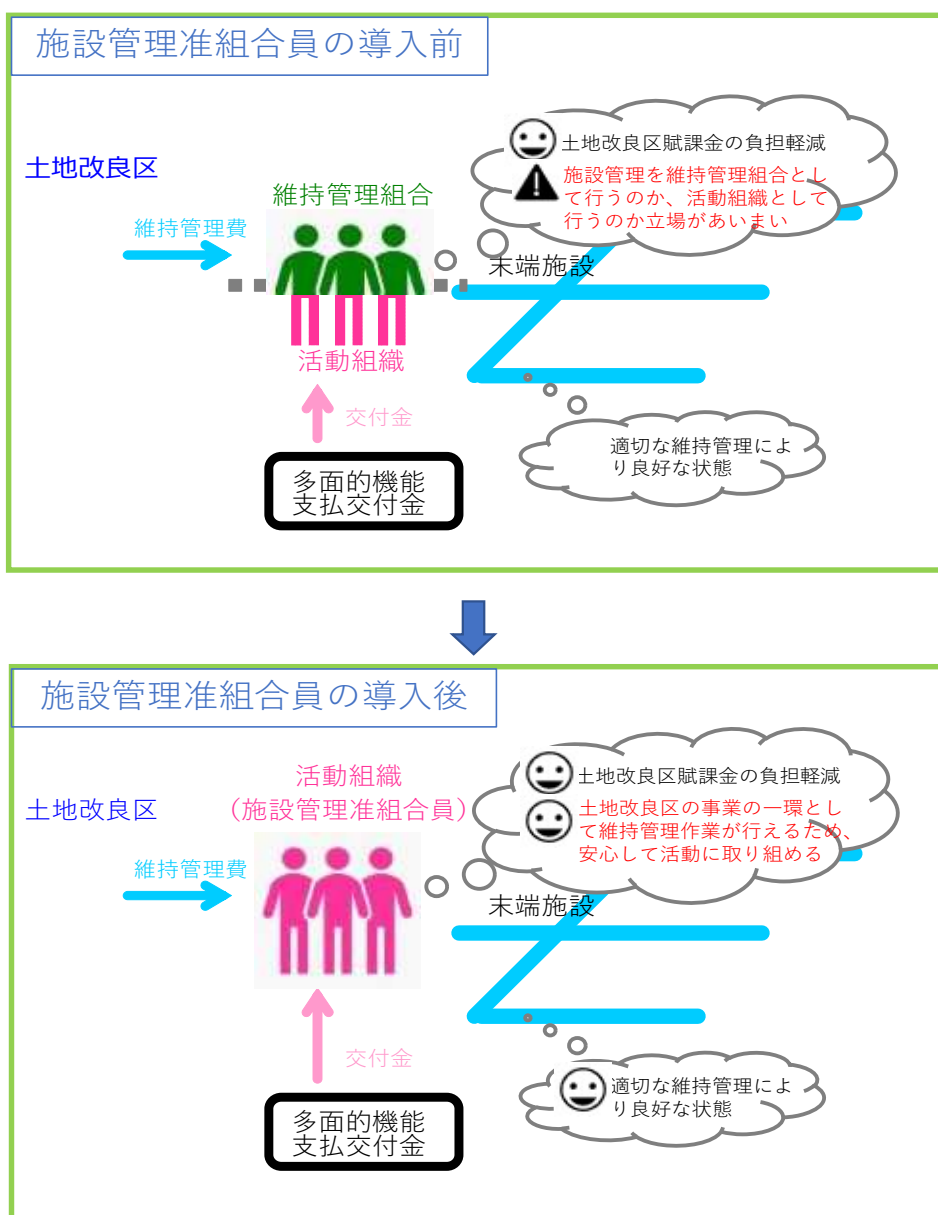 施設管理准組合員の導入前
土地改良区賦課金の負担軽減
施設管理を維持管理組合とし
て行うのか、活動組織として
行うのか立場があいまい
土地改良区
維持管理組合
維持管理費
末端施設
活動組織
交付金
適切な維持管理によ
り良好な状態
多面的機能
支払交付金
施設管理准組合員の導入後
土地改良区賦課金の負担軽減
土地改良区の事業の一環とし
て維持管理作業が行えるため、
安心して活動に取り組める
活動組織
（施設管理准組合員）
土地改良区
維持管理費
末端施設
交付金
適切な維持管理によ
り良好な状態
多面的機能
支払交付金